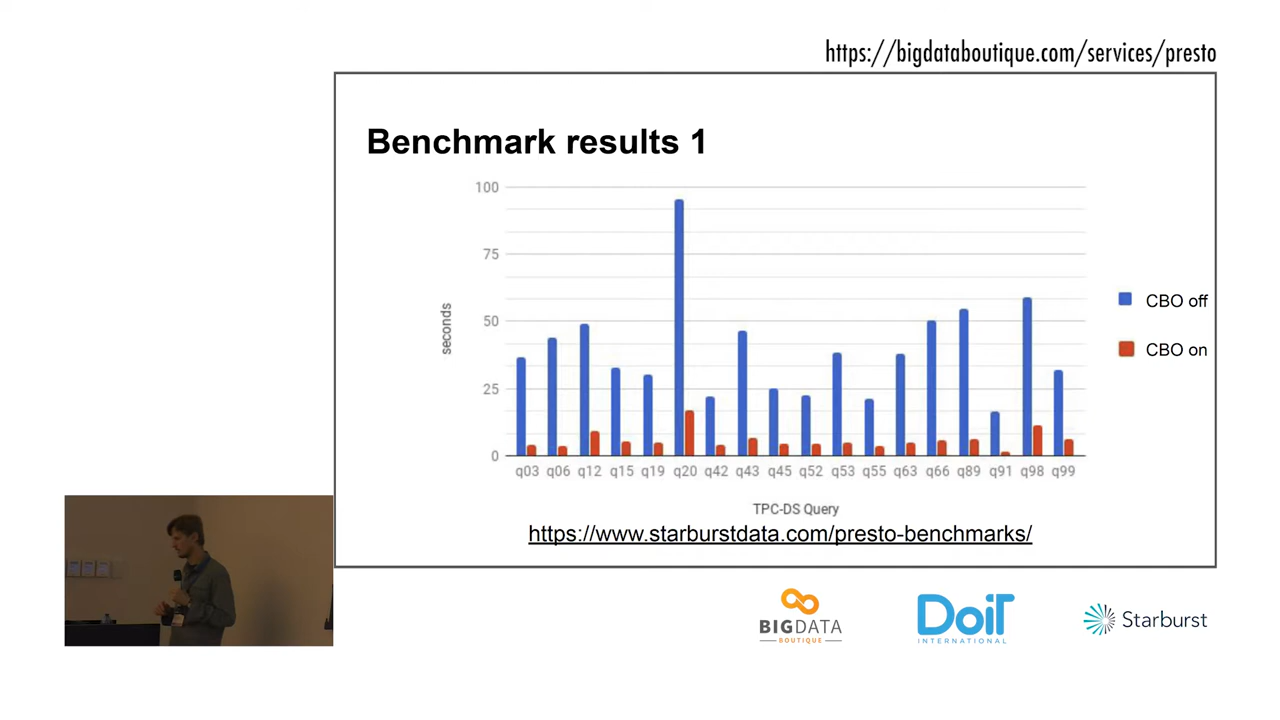 https://bigdataboutique.com/services/presto
Benchmark results 1
100
75
50
25
0
seconds
q03 q06 q12 q15 q19 q20 q42 q43 q45 q52 q53 q55 q63 q66 q89 q91 q98 q99
TPC-DS Query
CBO off
CBO on
https://www.starburstdata.com/presto-benchmarks/
BIGDATA
BOUTIQUE
DoiT
INTERNATIONAL
Starburst